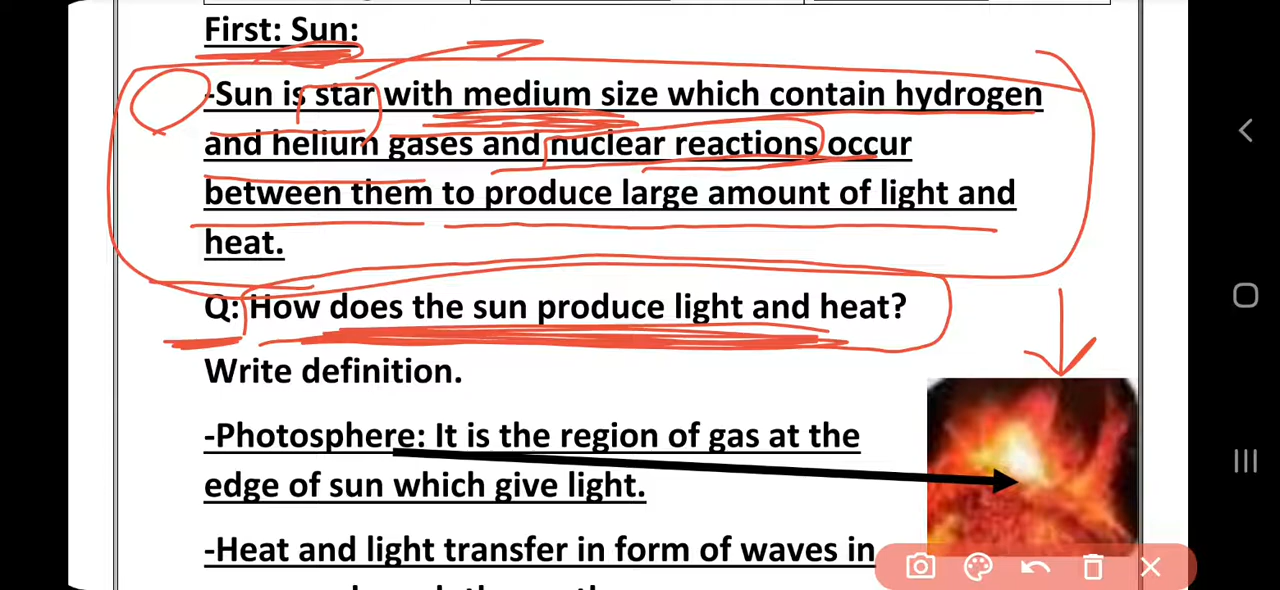 First: Sun:
-Sun is star with medium size which contain hydrogen
and helium gases and nuclear reactions occur
between them to produce large amount of light and
heat.
Q: How does the sun produce light and heat?
Write definition.
-Photosphere: It is the region of gas at the
edge of sun which give light.
-Heat and light transfer in form of waves in